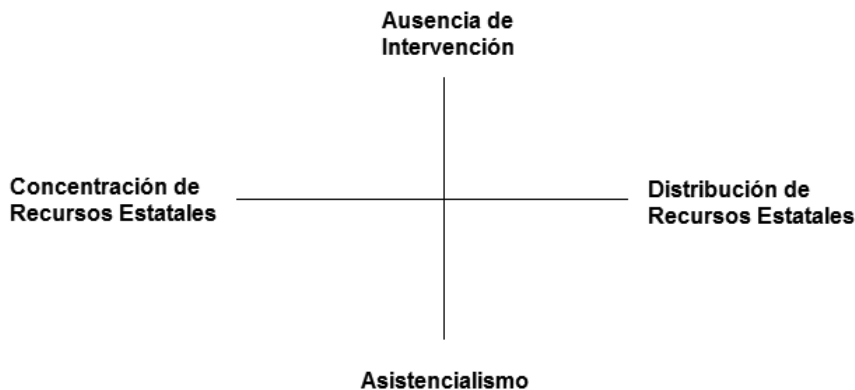 Ausencia de
Intervención
Concentración de
Recursos Estatales
Distribución de
Recursos Estatales
Asistencialismo